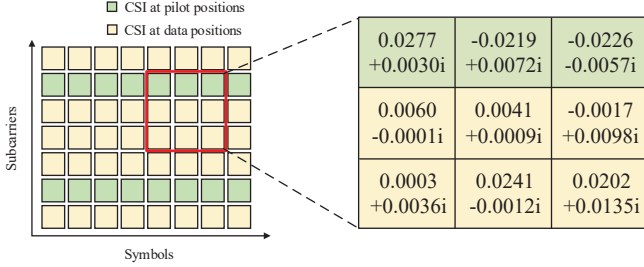 CSI at pilot positions
CSI at data positions
Subcarriers
Symbols
0.0277 -0.0219 -0.0226
+0.0030i +0.0072i -0.0057i
0.0060 0.0041 -0.0017
-0.0001i +0.0009i +0.0098i
0.0003 0.0241 0.0202
+0.0036i -0.0012i +0.0135i